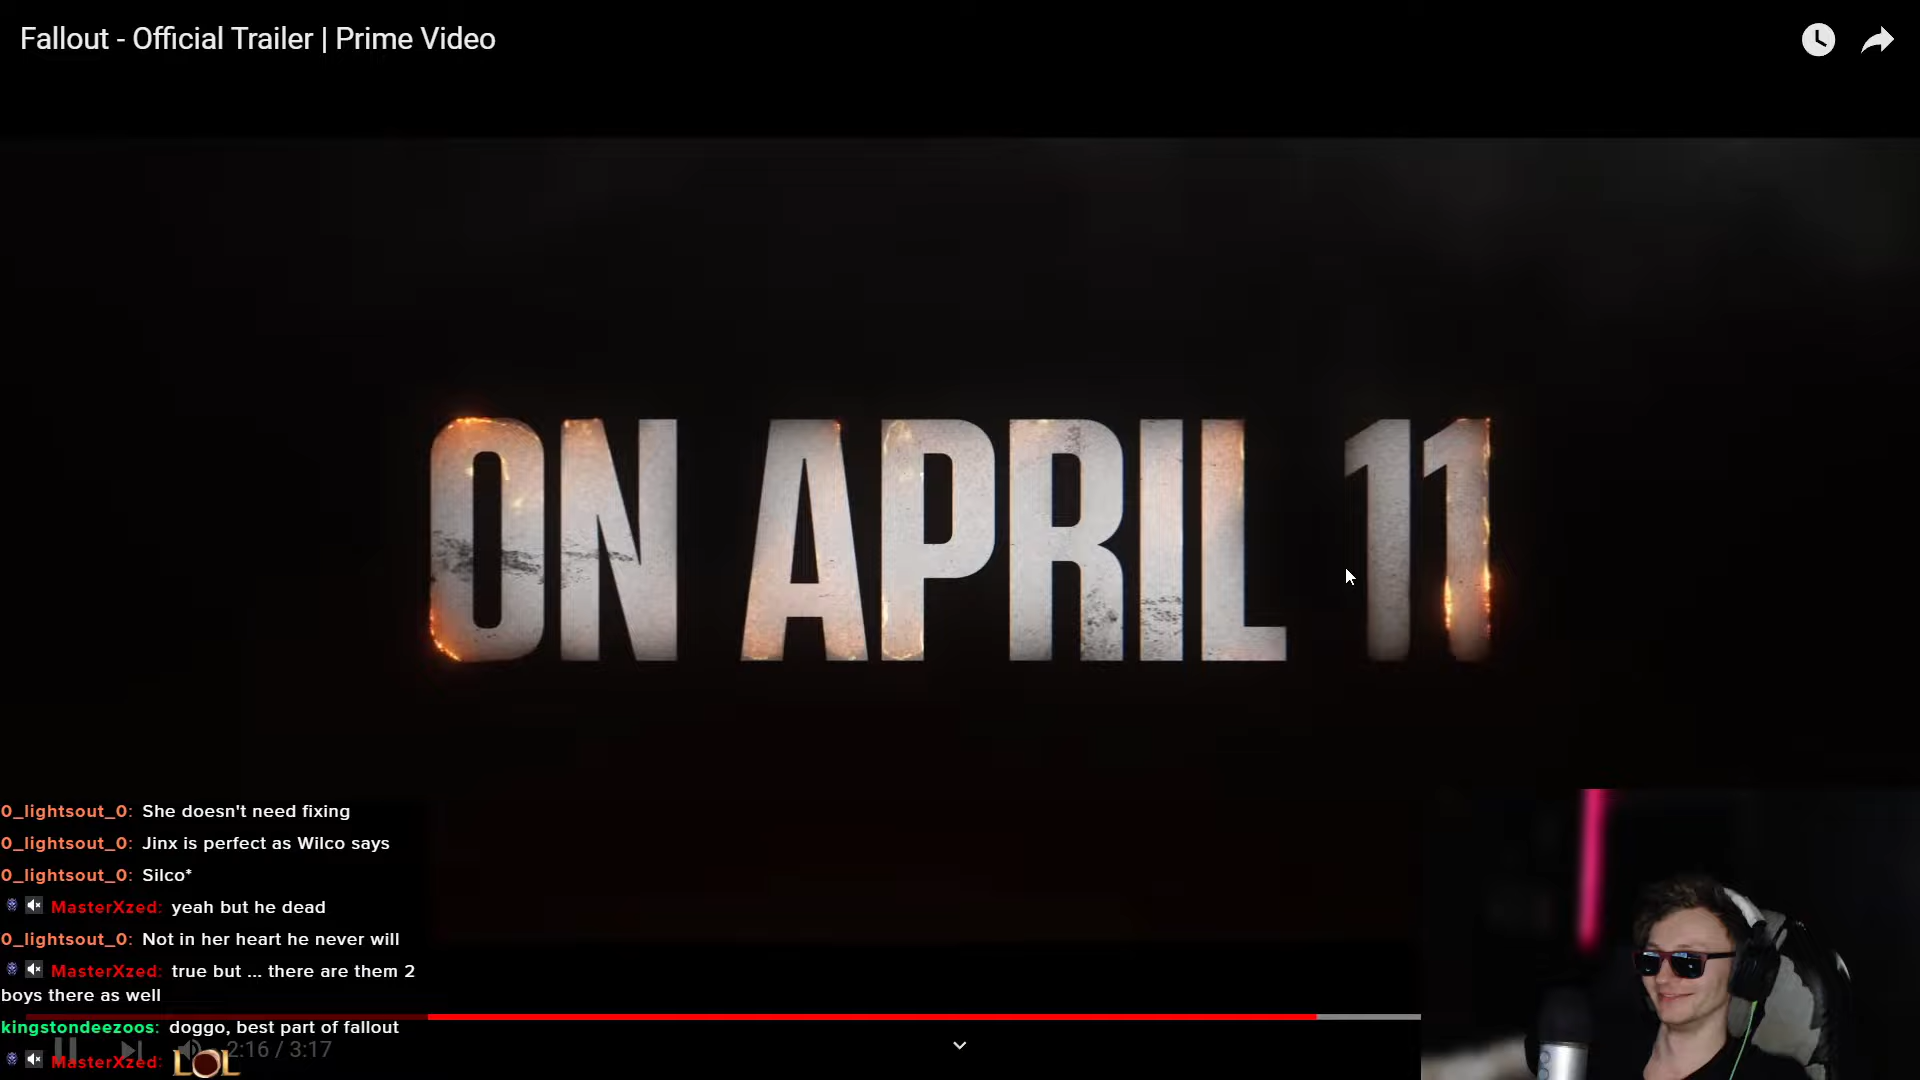 Fallout - Official Trailer | Prime Video
ON APRIL 11
0_lightsout_0: She doesn't need fixing
0_lightsout_0: Jinx is perfect as Wilco says
0_lightsout_0: Silco*
MasterXzed: yeah but he dead
0_lightsout_0: Not in her heart he never will
MasterXzed: true but ... there are them 2
boys there as well
kingstondeezoos: doggo, best part of fallout
2:16 / 3:17
MasterXzed: LOL